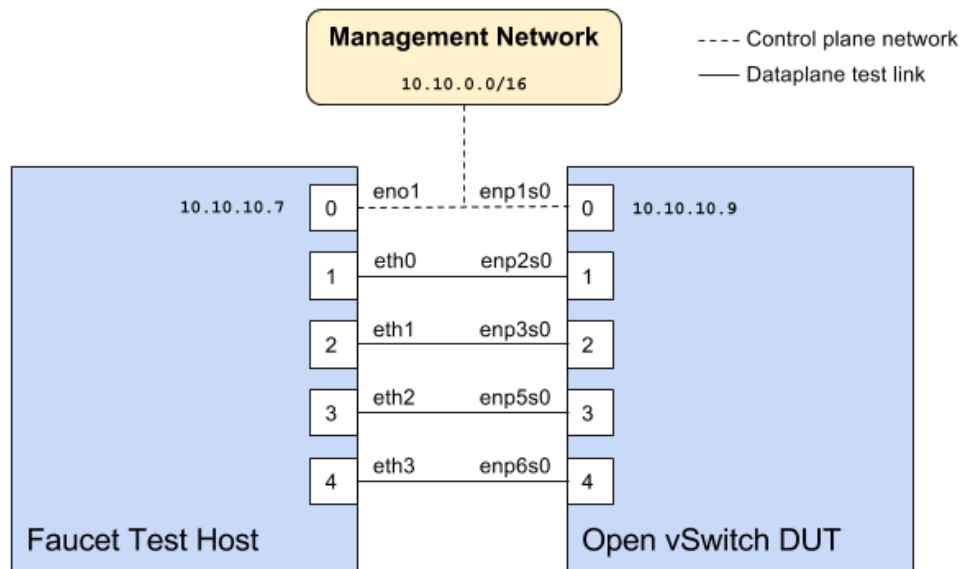 Management Network
10.10.0.0/16
Control plane network
Dataplane test link
10.10.10.7 0 eno1 enp1s0 0 10.10.10.9
1 eth0 enp2s0 1
2 eth1 enp3s0 2
3 eth2 enp5s0 3
4 eth3 enp6s0 4
Faucet Test Host
Open vSwitch DUT